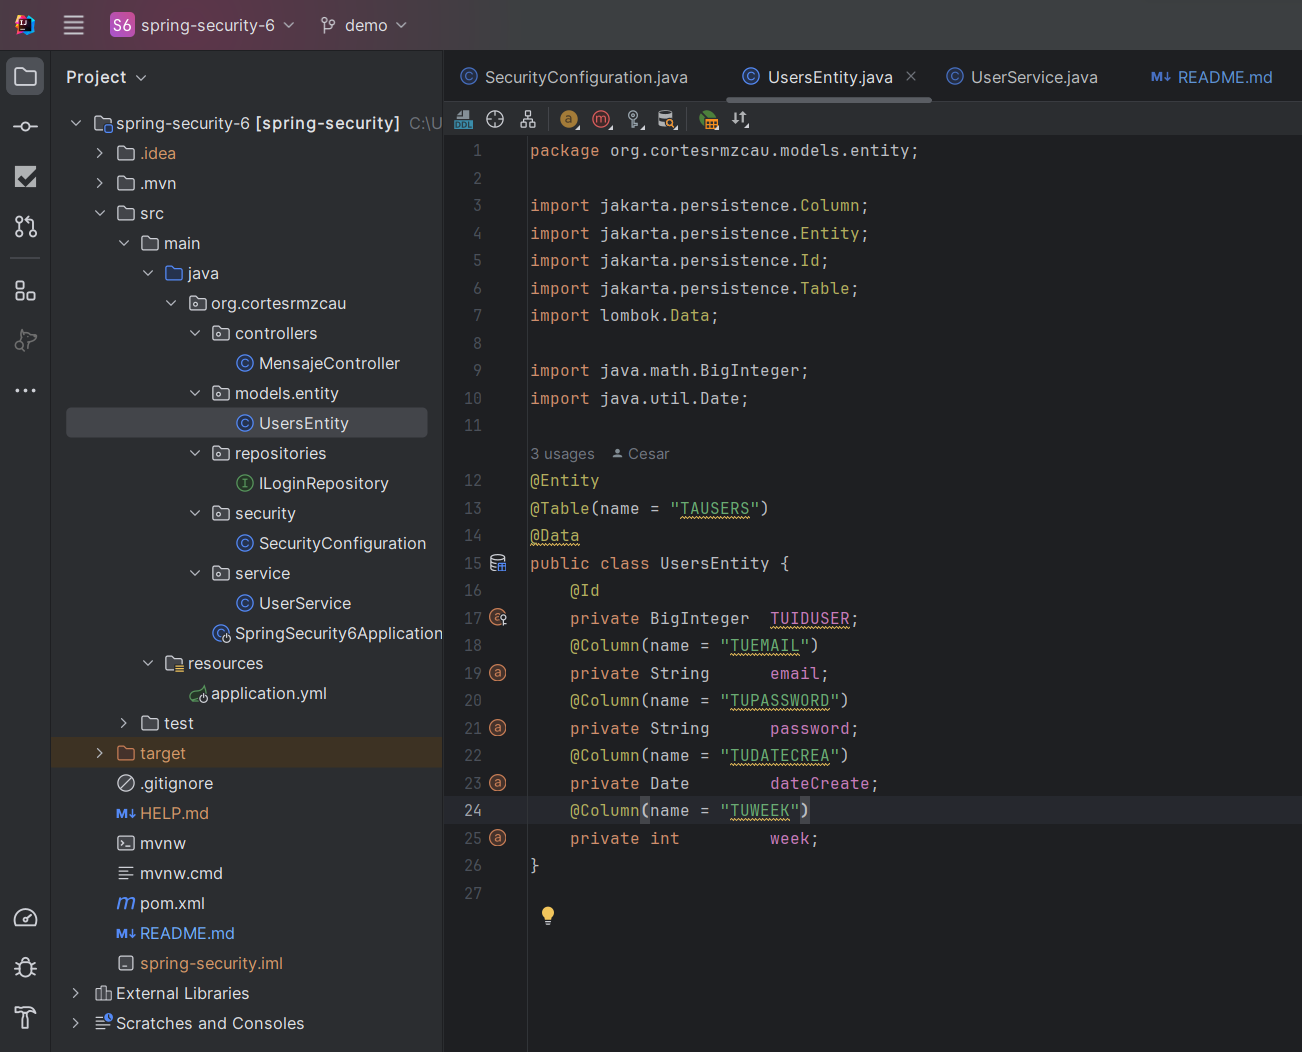 S6 spring-security-6 demo
Project
spring-security-6 [spring-security] C:\U
.idea
.mvn
src
main
java
org.cortesrmzcau
controllers
MensajeController
models.entity
UsersEntity
repositories
ILoginRepository
security
SecurityConfiguration
service
UserService
SpringSecurity6Application
resources
application.yml
test
target
.gitignore
M↓ HELP.md
mvnw
mvnw.cmd
m pom.xml
M↓ README.md
spring-security.iml
External Libraries
Scratches and Consoles
SecurityConfiguration.java UsersEntity.java UserService.java M↓ README.md
1 package org.cortesrmzcau.models.entity;
2
3 import jakarta.persistence.Column;
4 import jakarta.persistence.Entity;
5 import jakarta.persistence.Id;
6 import jakarta.persistence.Table;
7 import lombok.Data;
8
9 import java.math.BigInteger;
10 import java.util.Date;
11
3 usages Cesar
12 @Entity
13 @Table(name = "TAUSERS")
14 @Data
15 public class UsersEntity {
16 @Id
17 private BigInteger TUIDUSER;
18 @Column(name = "TUEMAIL")
19 private String email;
20 @Column(name = "TUPASSWORD")
21 private String password;
22 @Column(name = "TUDATECREA")
23 private Date dateCreate;
24 @Column(name = "TUWEEK")
25 private int week;
26 }
27